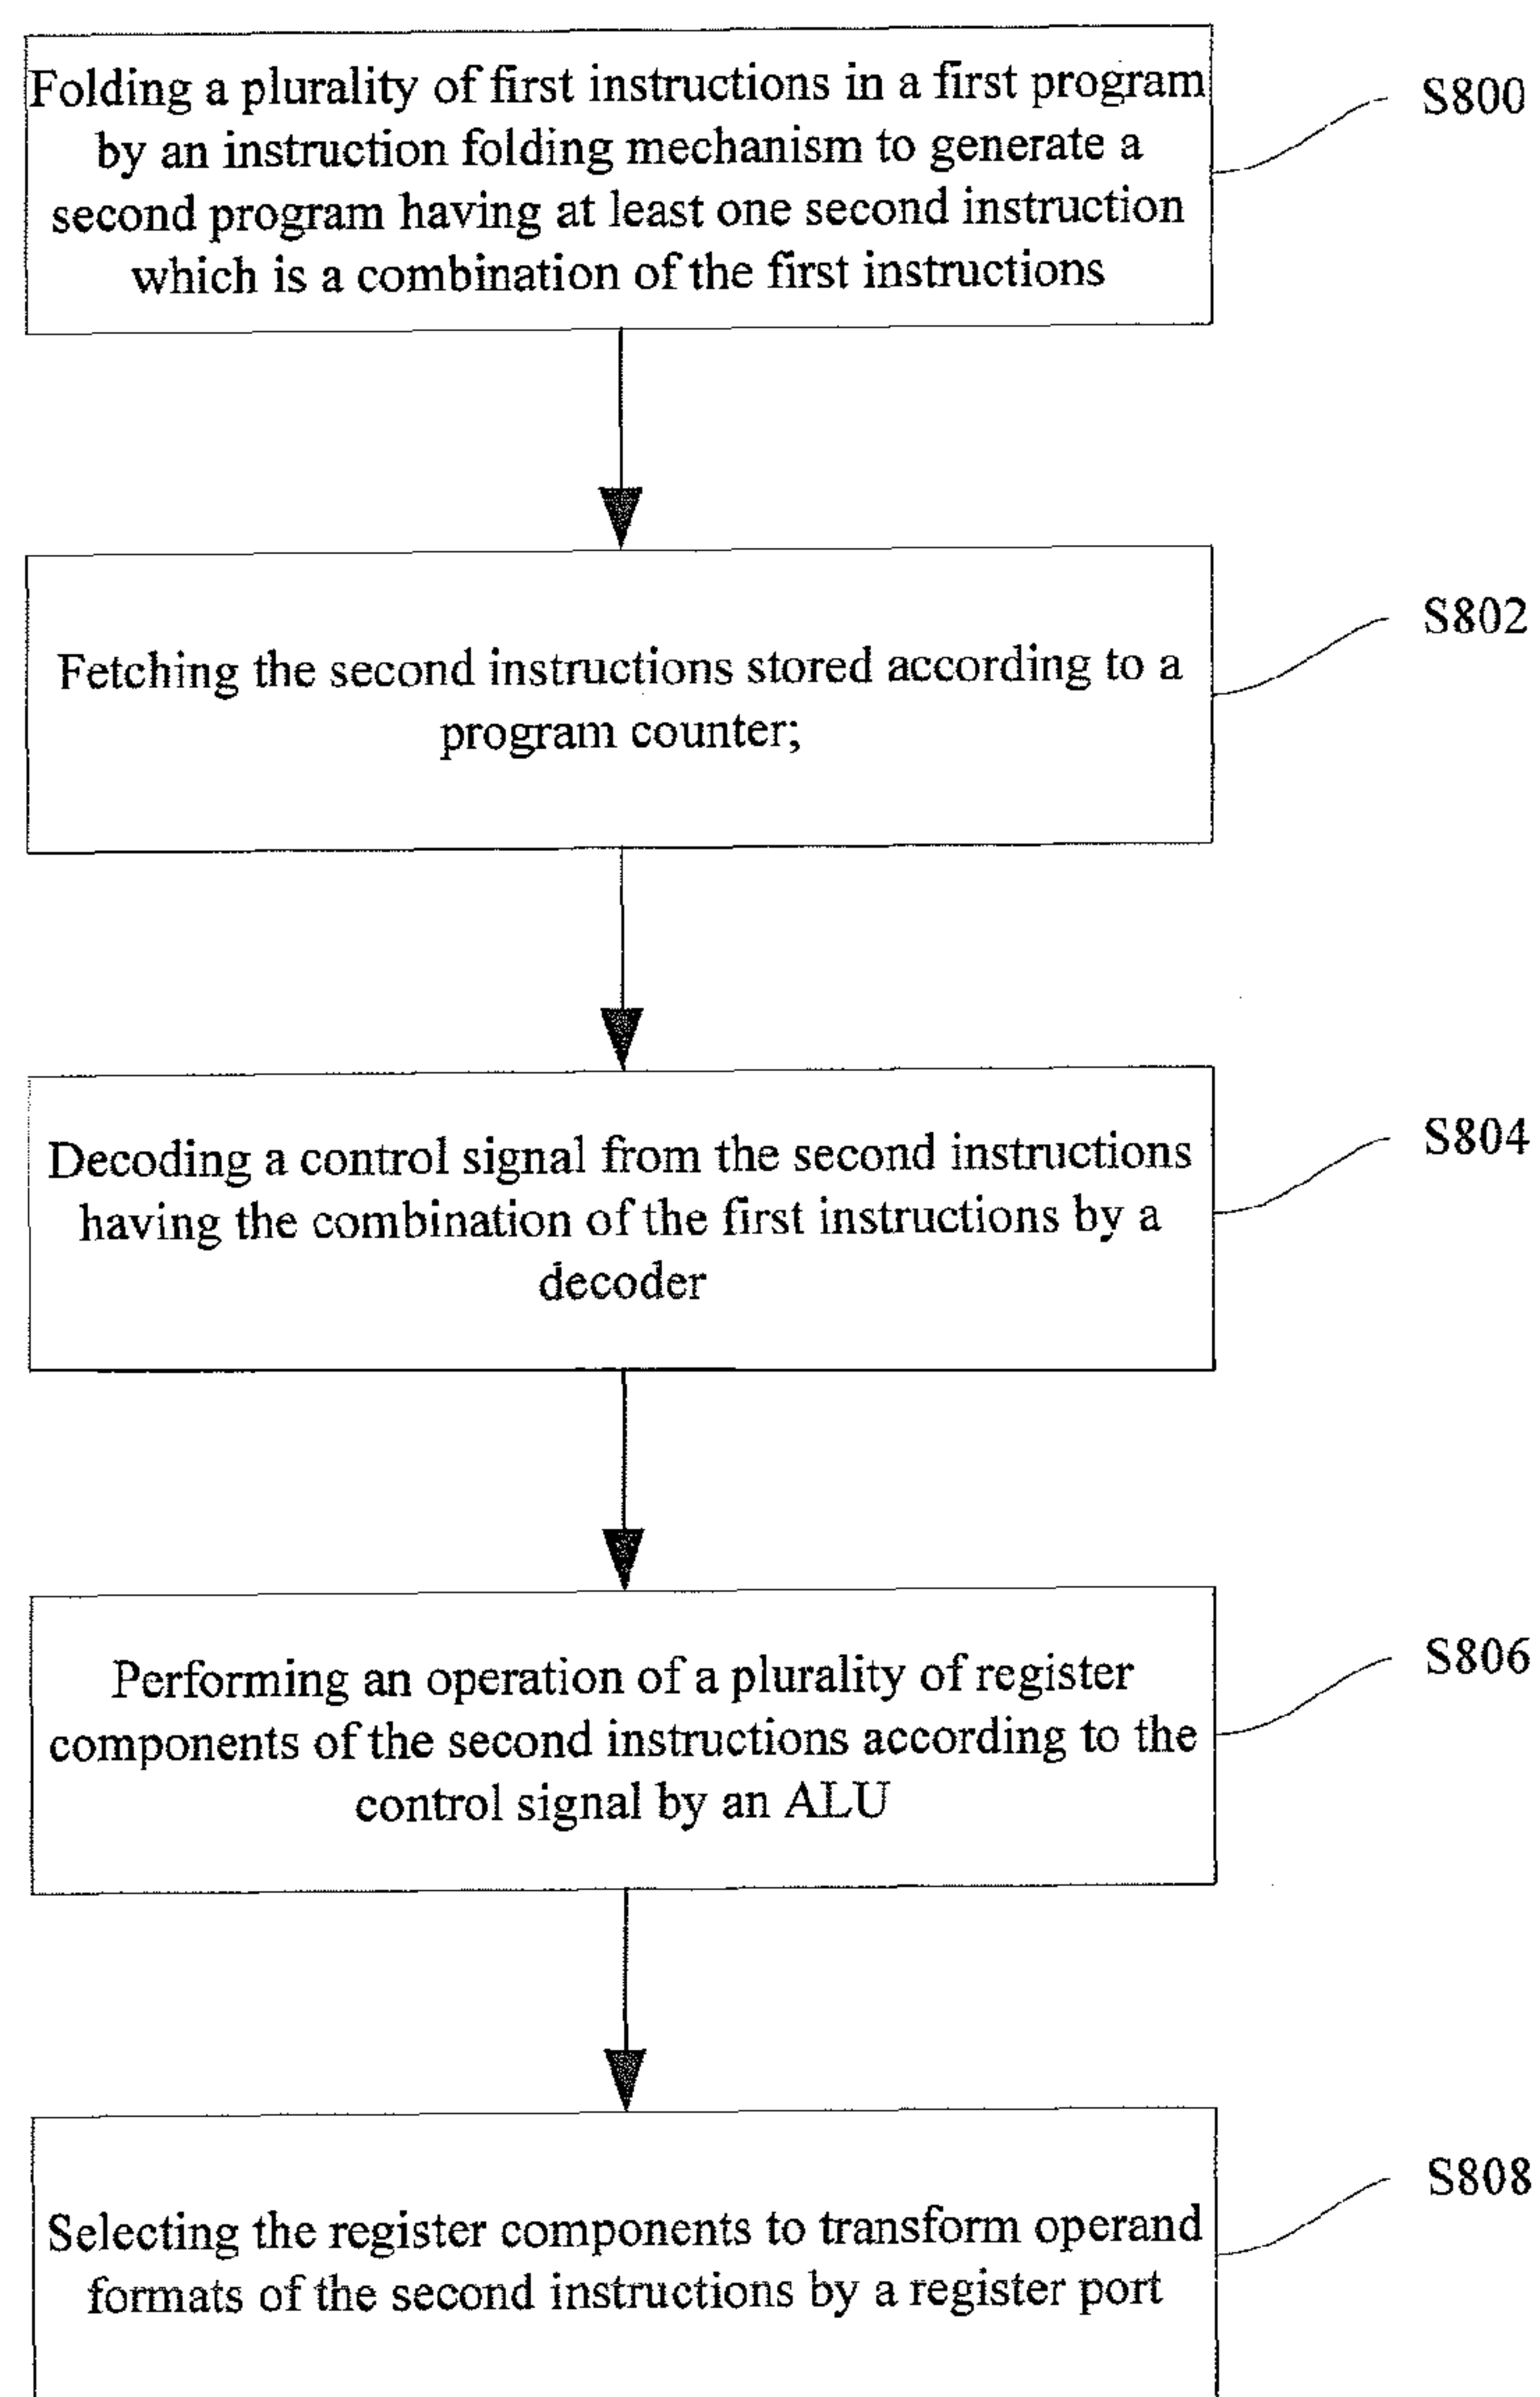 Folding a plurality of first instructions in a first program
by an instruction folding mechanism to generate a
second program having at least one second instruction
which is a combination of the first instructions
S800
Fetching the second instructions stored according to a
program counter;
S802
Decoding a control signal from the second instructions
having the combination of the first instructions by a
decoder
S804
Performing an operation of a plurality of register
components of the second instructions according to the
control signal by an ALU
S806
Selecting the register components to transform operand
formats of the second instructions by a register port
S808